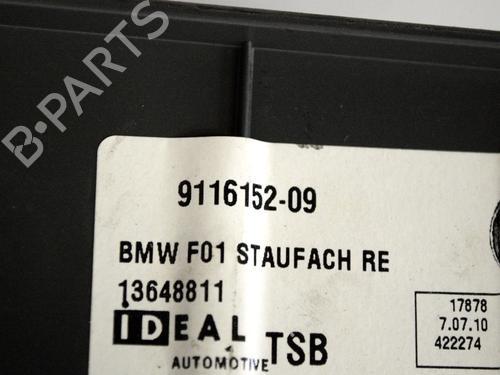 B-PARTS
9116152-09
BMW F01 STAUFACH RE
13648811
IDEAL
AUTOMOTIVE
TSB
17878
7.07.10
422274